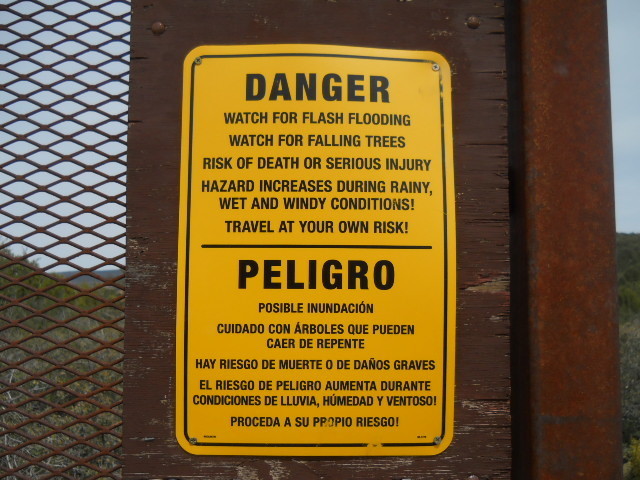 DANGER
WATCH FOR FLASH FLOODING
WATCH FOR FALLING TREES
RISK OF DEATH OR SERIOUS INJURY
HAZARD INCREASES DURING RAINY,
WET AND WINDY CONDITIONS!
TRAVEL AT YOUR OWN RISK!
PELIGRO
POSIBLE INUNDACIÓN
CUIDADO CON ÁRBOLES QUE PUEDEN
CAER DE REPENTE
HAY RIESGO DE MUERTE O DE DAÑOS GRAVES
EL RIESGO DE PELIGRO AUMENTA DURANTE
CONDICIONES DE LLUVIA, HÚMEDAD Y VENTOSO!
PROCEDA A SU PROPIO RIESGO!